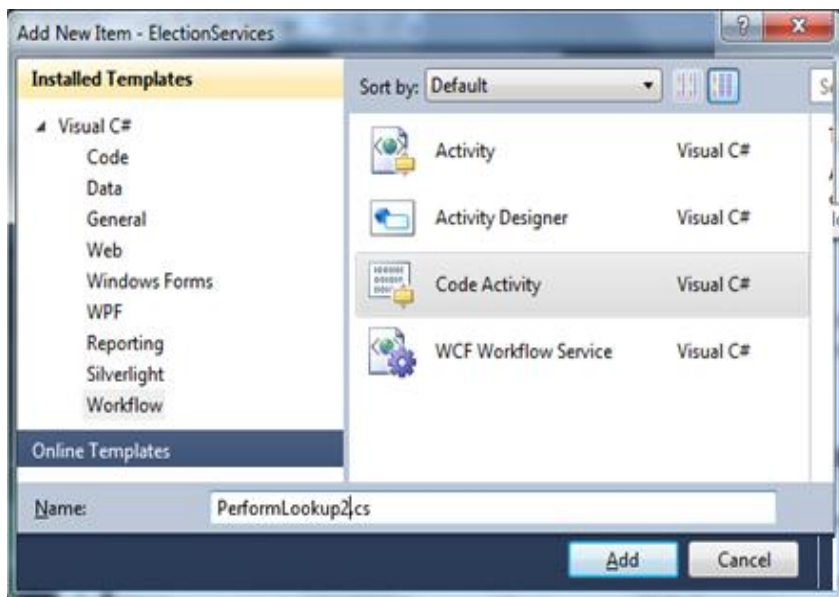 Add New Item - ElectionServices
Installed Templates
Visual C#
Code
Data
General
Web
Windows Forms
WPF
Reporting
Silverlight
Workflow
Online Templates
Sort by: Default
Activity Visual C#
Activity Designer Visual C#
Code Activity Visual C#
WCF Workflow Service Visual C#
Name: PerformLookup2.cs
Add Cancel